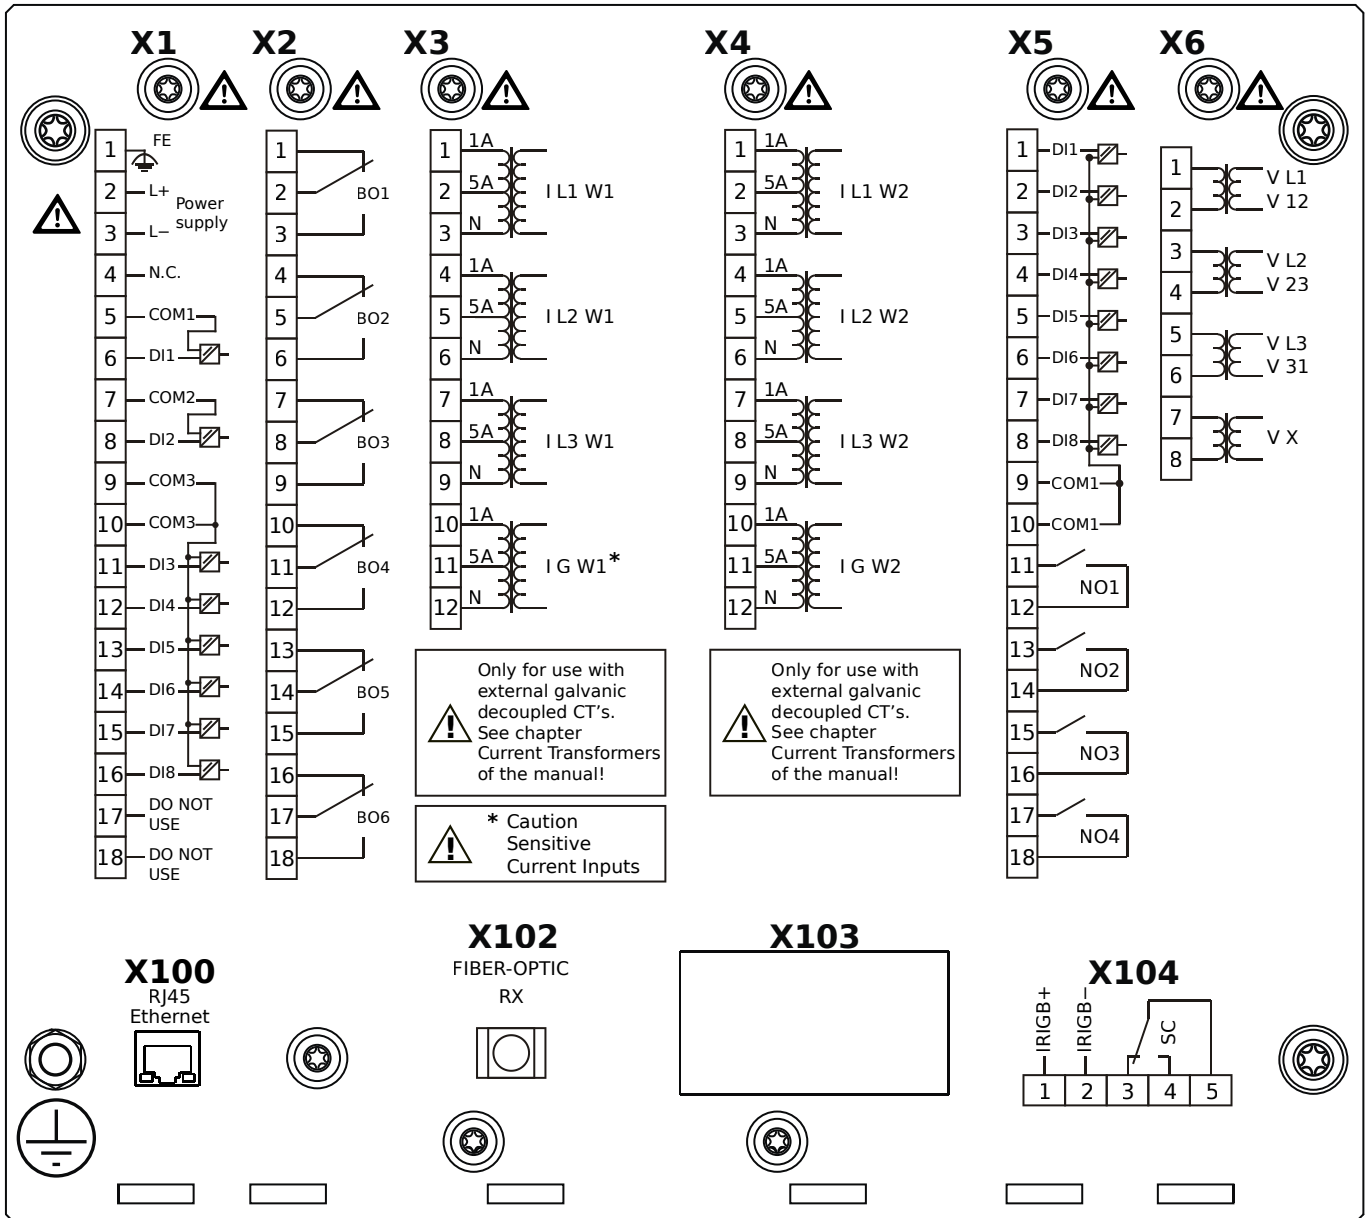 X1
X2
X3
X4
X5
X6
1
FE
2
L+
Power
supply
3
L−
4
N.C.
5
COM1
6
DI1
7
COM2
8
DI2
9
COM3
10
COM3
11
DI3
12
DI4
13
DI5
14
DI6
15
DI7
16
DI8
17
DO NOT
USE
18
DO NOT
USE
1
2
BO1
3
4
5
BO2
6
7
8
BO3
9
10
11
BO4
12
13
14
BO5
15
16
17
BO6
18
1
1A
2
5A
I L1 W1
3
N
4
1A
5
5A
I L2 W1
6
N
7
1A
8
5A
I L3 W1
9
N
10
1A
11
5A
I G W1*
12
N
Only for use with
external galvanic
decoupled CT's.
See chapter
Current Transformers
of the manual!
* Caution
Sensitive
Current Inputs
1
1A
2
5A
I L1 W2
3
N
4
1A
5
5A
I L2 W2
6
N
7
1A
8
5A
I L3 W2
9
N
10
1A
11
5A
I G W2
12
N
Only for use with
external galvanic
decoupled CT's.
See chapter
Current Transformers
of the manual!
1
DI1
2
DI2
3
DI3
4
DI4
5
DI5
6
DI6
7
DI7
8
DI8
9
COM1
10
COM1
11
NO1
12
13
NO2
14
15
NO3
16
17
NO4
18
1
V L1
2
V 12
3
V L2
4
V 23
5
V L3
6
V 31
7
V X
8
X100
RJ45
Ethernet
X102
FIBER-OPTIC
RX
X103
X104
IRIGB+
IRIGB−
SC
1
2
3
4
5